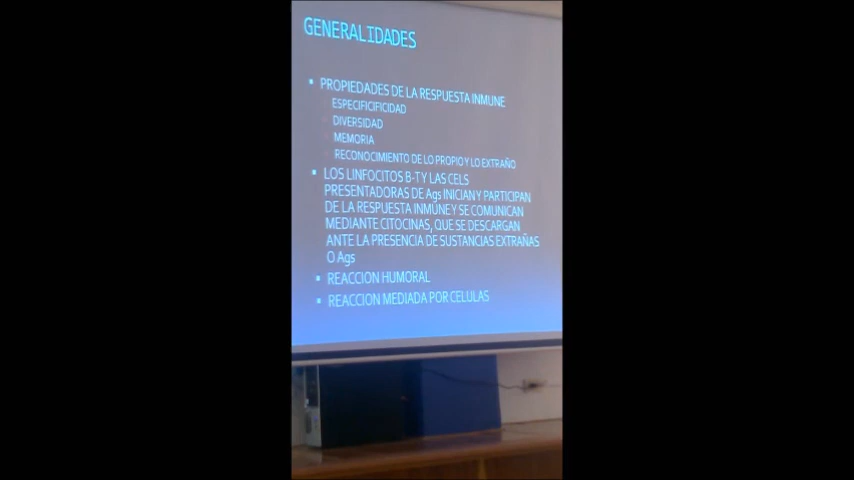 GENERALIDADES
▪ PROPIEDADES DE LA RESPUESTA INMUNE
ESPECIFICIFICIDAD
DIVERSIDAD
MEMORIA
RECONOCIMIENTO DE LO PROPIO Y LO EXTRAÑO
▪ LOS LINFOCITOS B-T Y LAS CELS
PRESENTADORAS DE Ags INICIAN Y PARTICIPAN
DE LA RESPUESTA INMUNE Y SE COMUNICAN
MEDIANTE CITOCINAS, QUE SE DESCARGAN
ANTE LA PRESENCIA DE SUSTANCIAS EXTRAÑAS
O Ags
▪ REACCION HUMORAL
▪ REACCION MEDIADA POR CELULAS